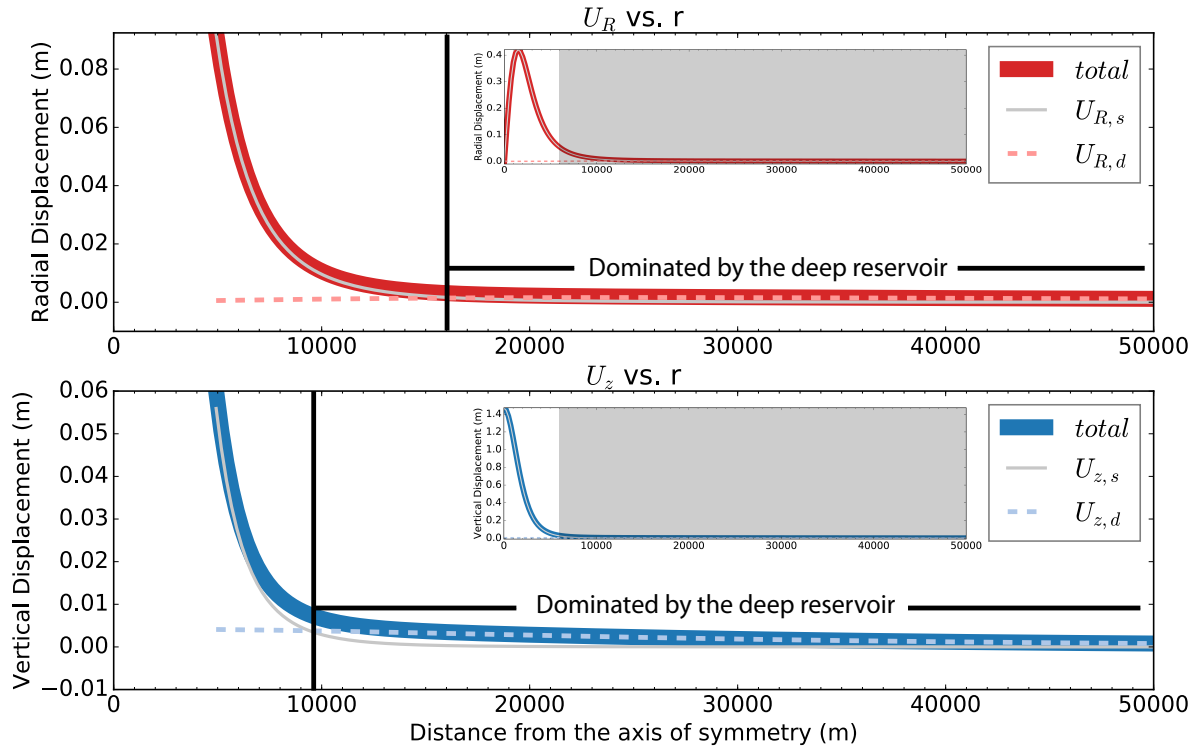 U_R vs. r
Radial Displacement (m)
0.08
0.06
0.04
0.02
0.00
0 10000 20000 30000 40000 50000
Radial Displacement (m)
0.4
0.3
0.2
0.1
0.0
0 10000 20000 30000 40000 50000
total
U_{R, s}
U_{R, d}
Dominated by the deep reservoir
U_z vs. r
Vertical Displacement (m)
0.06
0.05
0.04
0.03
0.02
0.01
0.00
−0.01
0 10000 20000 30000 40000 50000
Vertical Displacement (m)
1.4
1.2
1.0
0.8
0.6
0.4
0.2
0.0
0 10000 20000 30000 40000 50000
total
U_{z, s}
U_{z, d}
Dominated by the deep reservoir
Distance from the axis of symmetry (m)